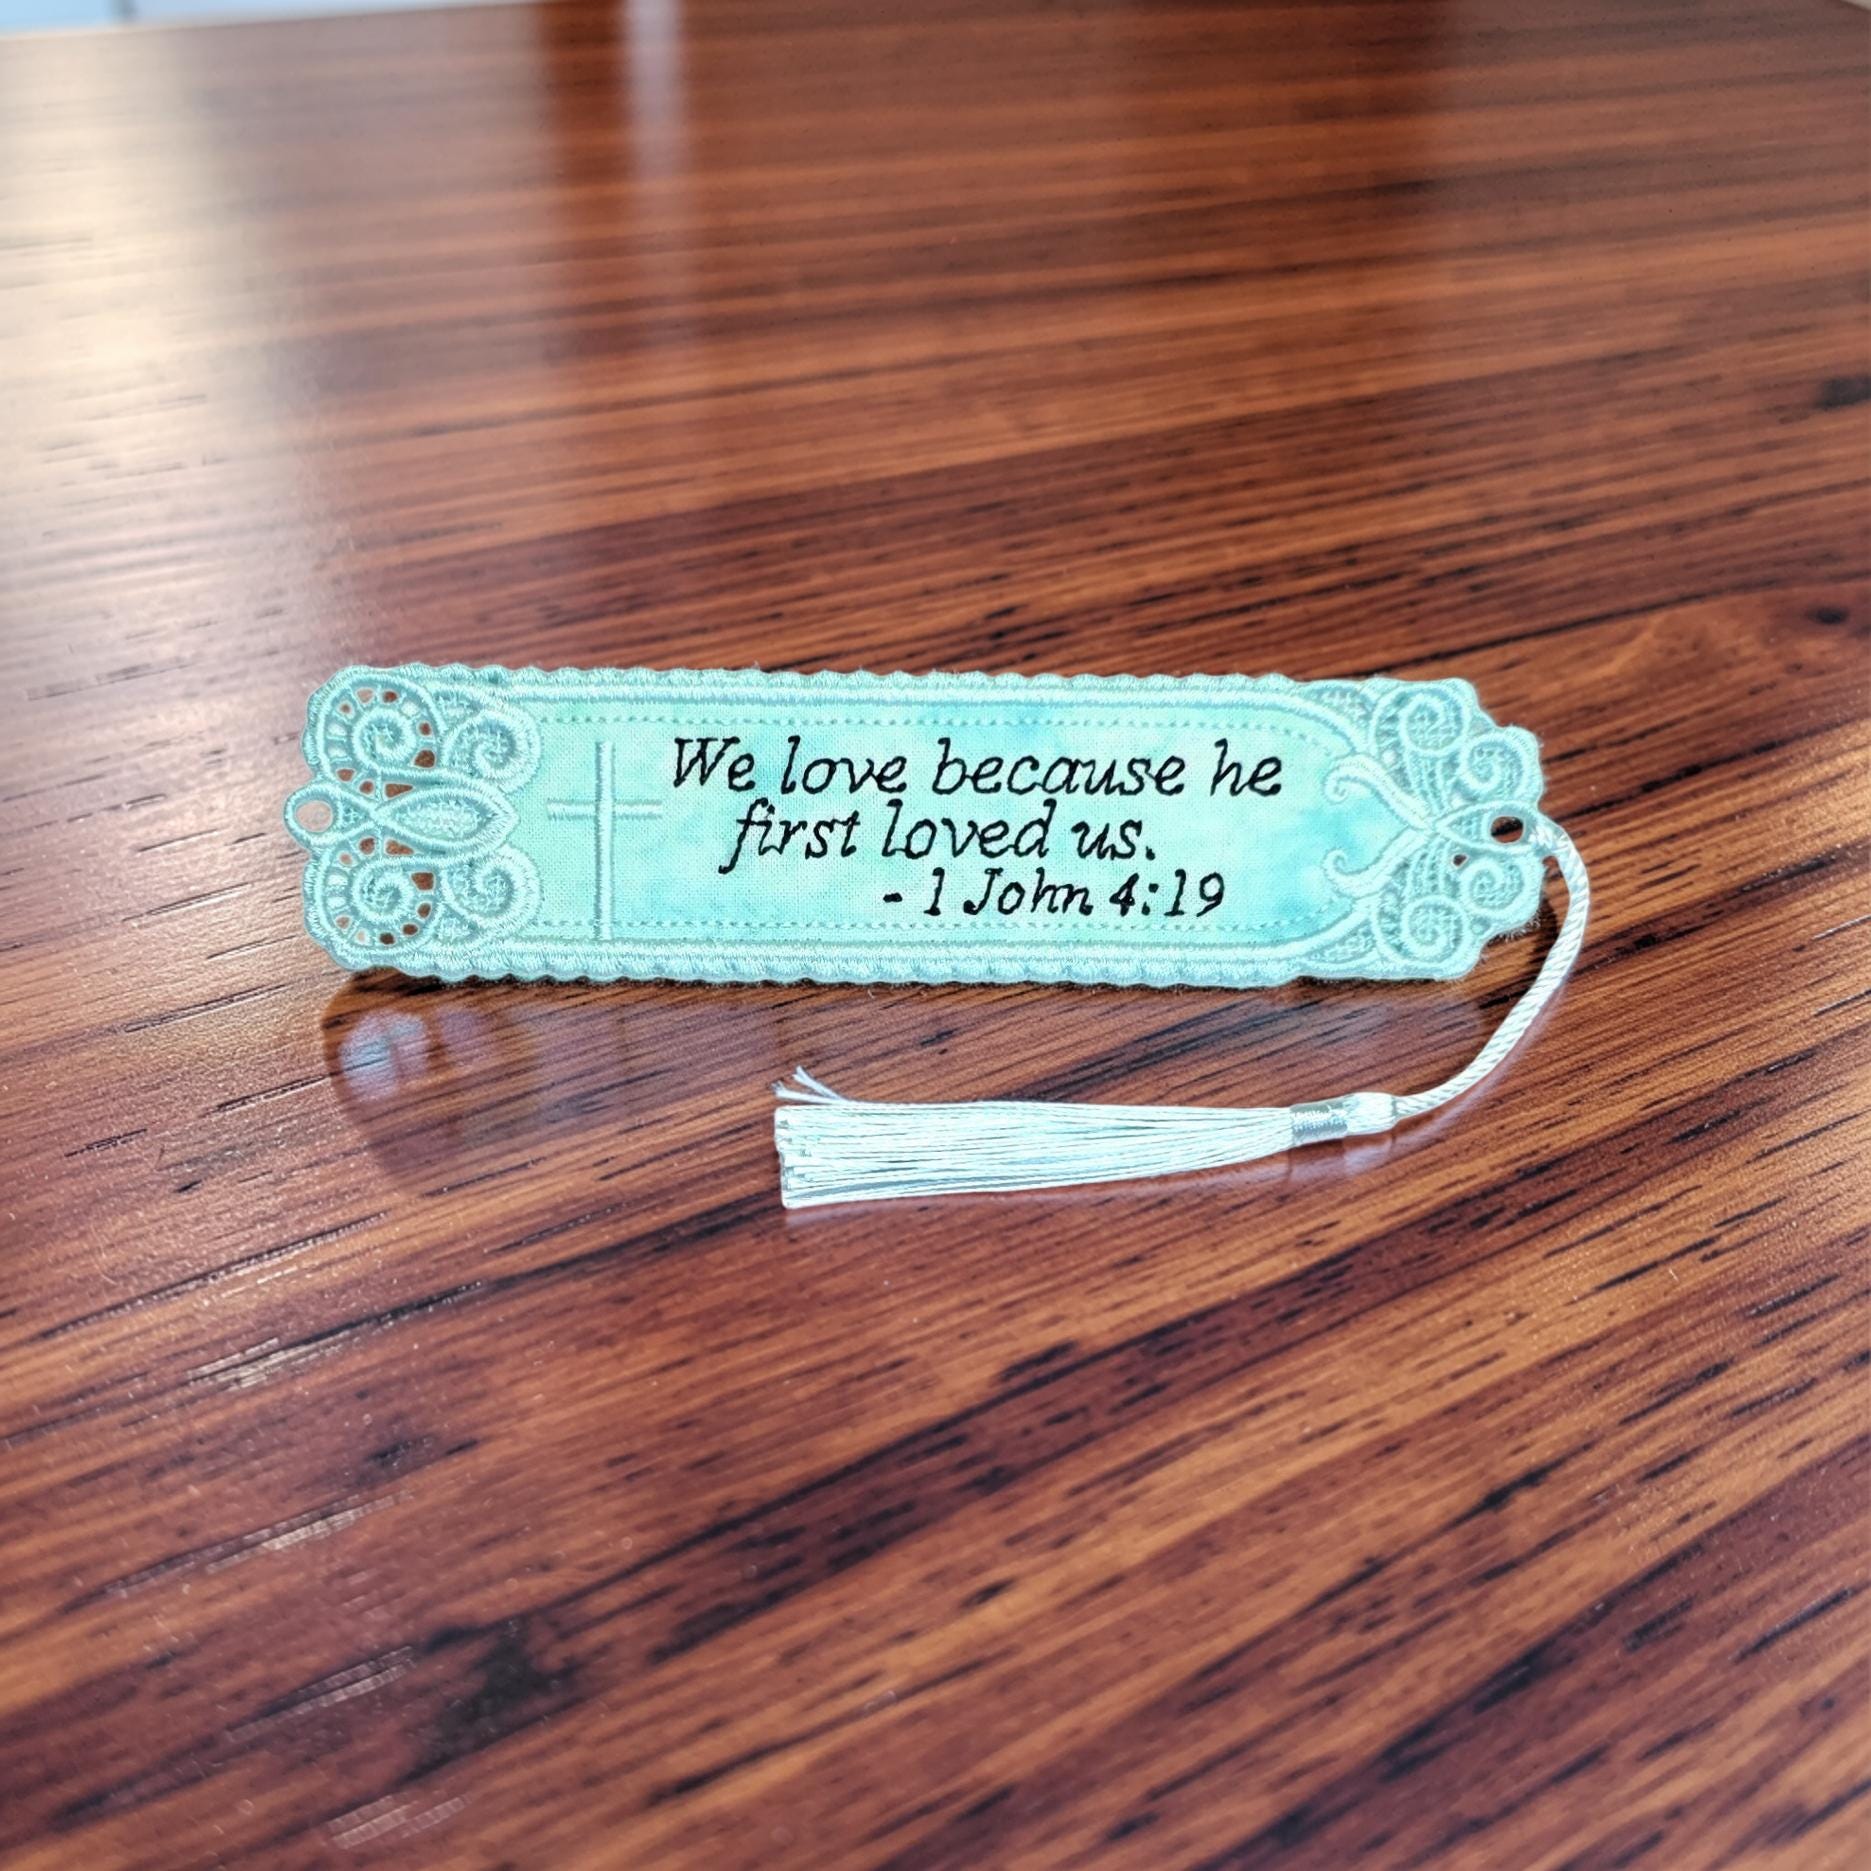 We love because he
first loved us.
- 1 John 4:19